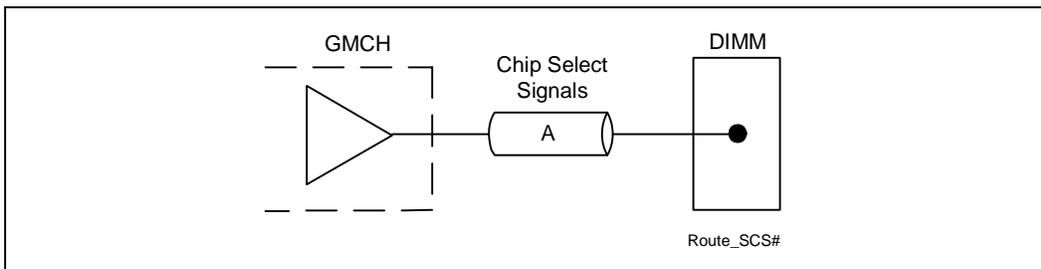 GMCH
DIMM
Chip Select
Signals
A
Route_SCS#